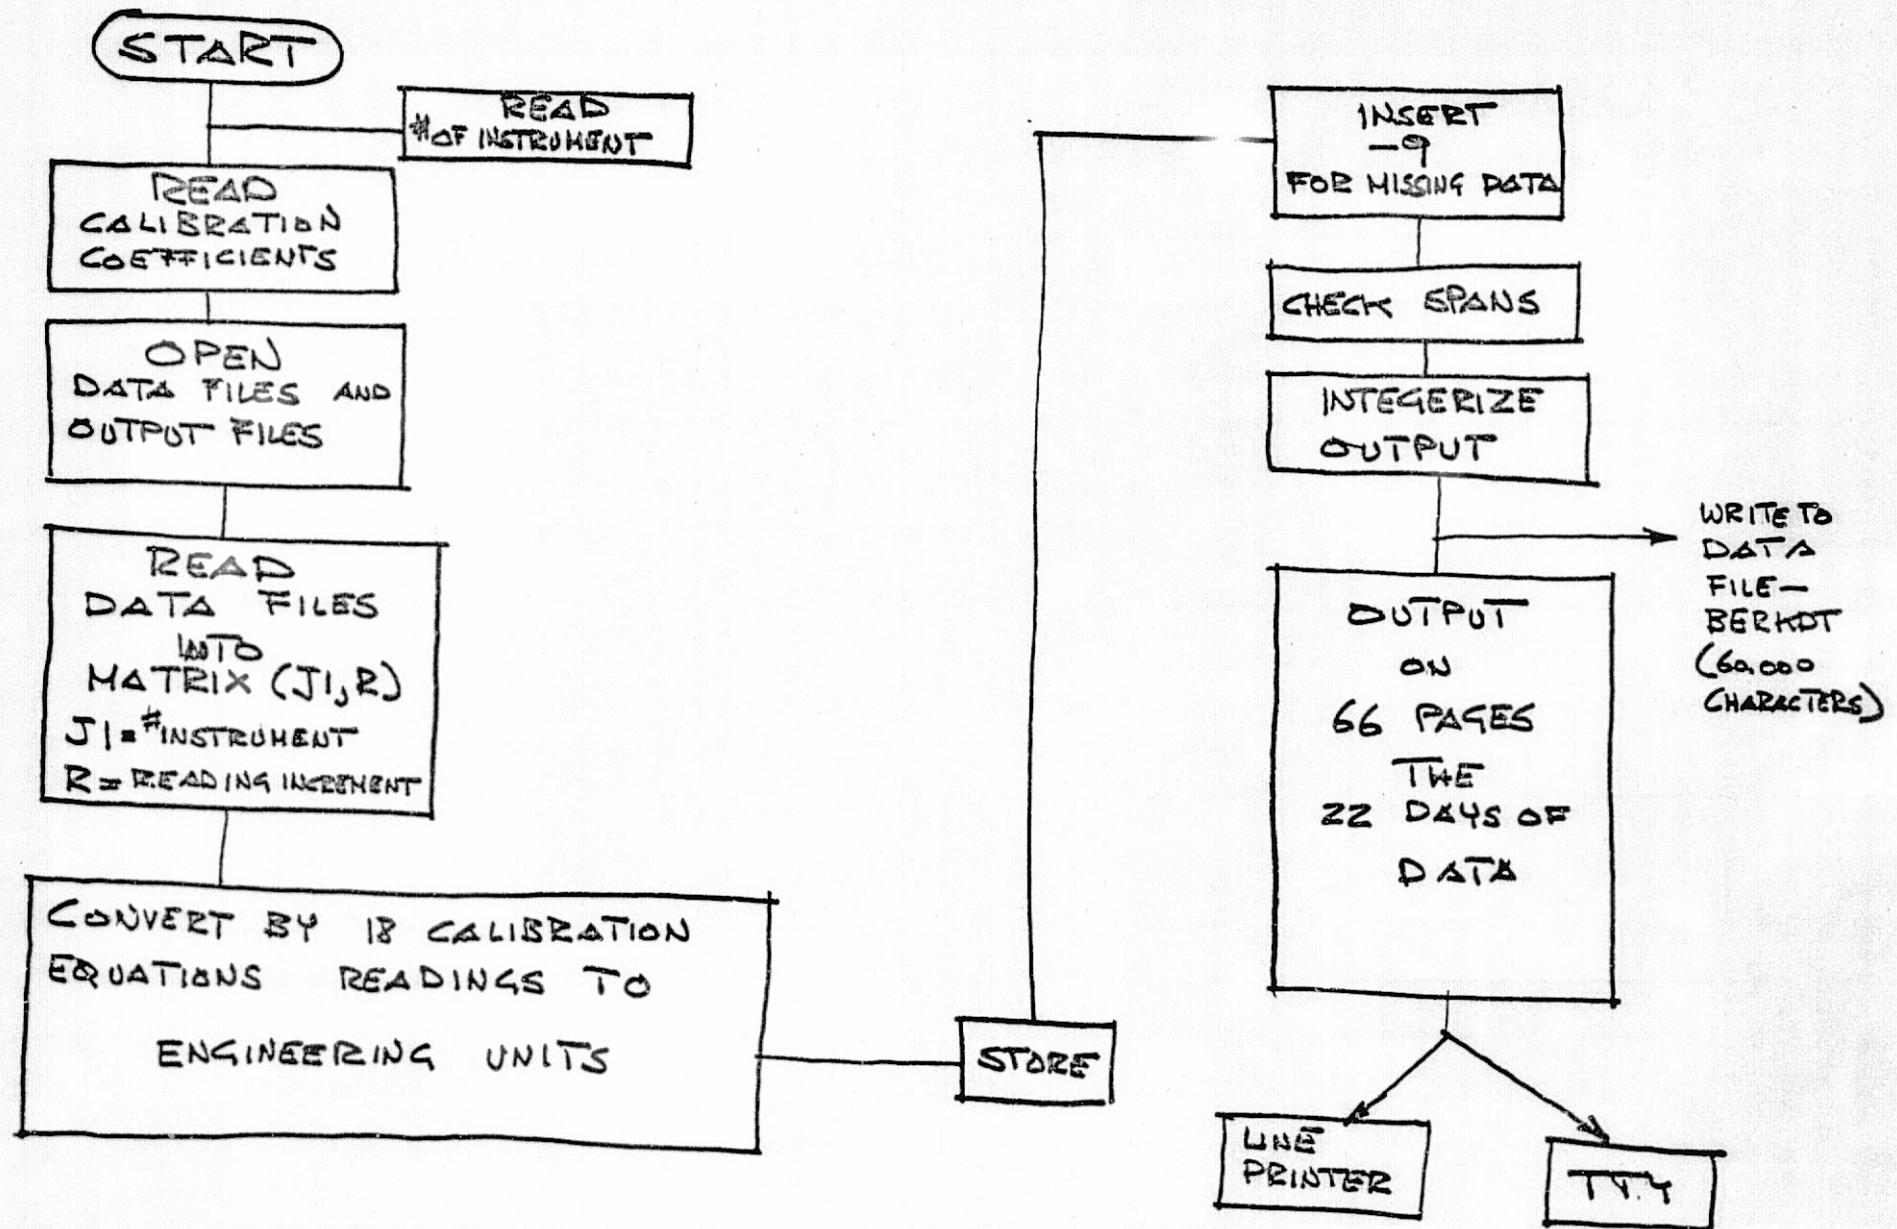 START
READ
# OF INSTRUMENT
READ
CALIBRATION
COEFFICIENTS
OPEN
DATA FILES AND
OUTPUT FILES
READ
DATA FILES
INTO
MATRIX (J1,R)
J1 = # INSTRUMENT
R = READING INCREMENT
CONVERT BY 18 CALIBRATION
EQUATIONS READINGS TO
ENGINEERING UNITS
STORE
INSERT
-9
FOR MISSING DATA
CHECK SPANS
INTEGERIZE
OUTPUT
WRITE TO
DATA
FILE—
BERKDT
(60,000
CHARACTERS)
OUTPUT
ON
66 PAGES
THE
22 DAYS OF
DATA
LINE
PRINTER
TTY